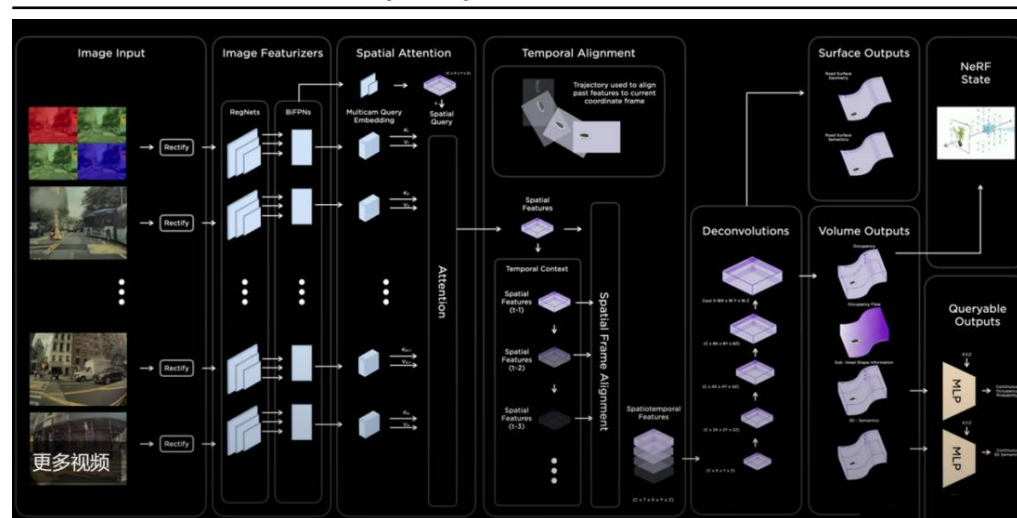 Image Input
Image Featurizers
Spatial Attention
Temporal Alignment
Surface Outputs
NeRF
State
RegNets
BiFPNs
Multicam Query
Embedding
Spatial
Query
Trajectory used to align
past features to current
coordinate frame
Road Surface
Geometry
Road Surface
Semantics
Rectify
Rectify
Rectify
Rectify
Attention
Spatial
Features
Temporal Context
Spatial
Features
(t-1)
Spatial
Features
(t-2)
Spatial
Features
(t-3)
Spatial Frame Alignment
Spatiotemporal
Features
Deconvolutions
Volume Outputs
Occupancy
Occupancy Flow
Sub-Voxel Shape Information
3D - Semantics
Queryable
Outputs
X,Y,Z
MLP
X,Y,Z
MLP
更多视频